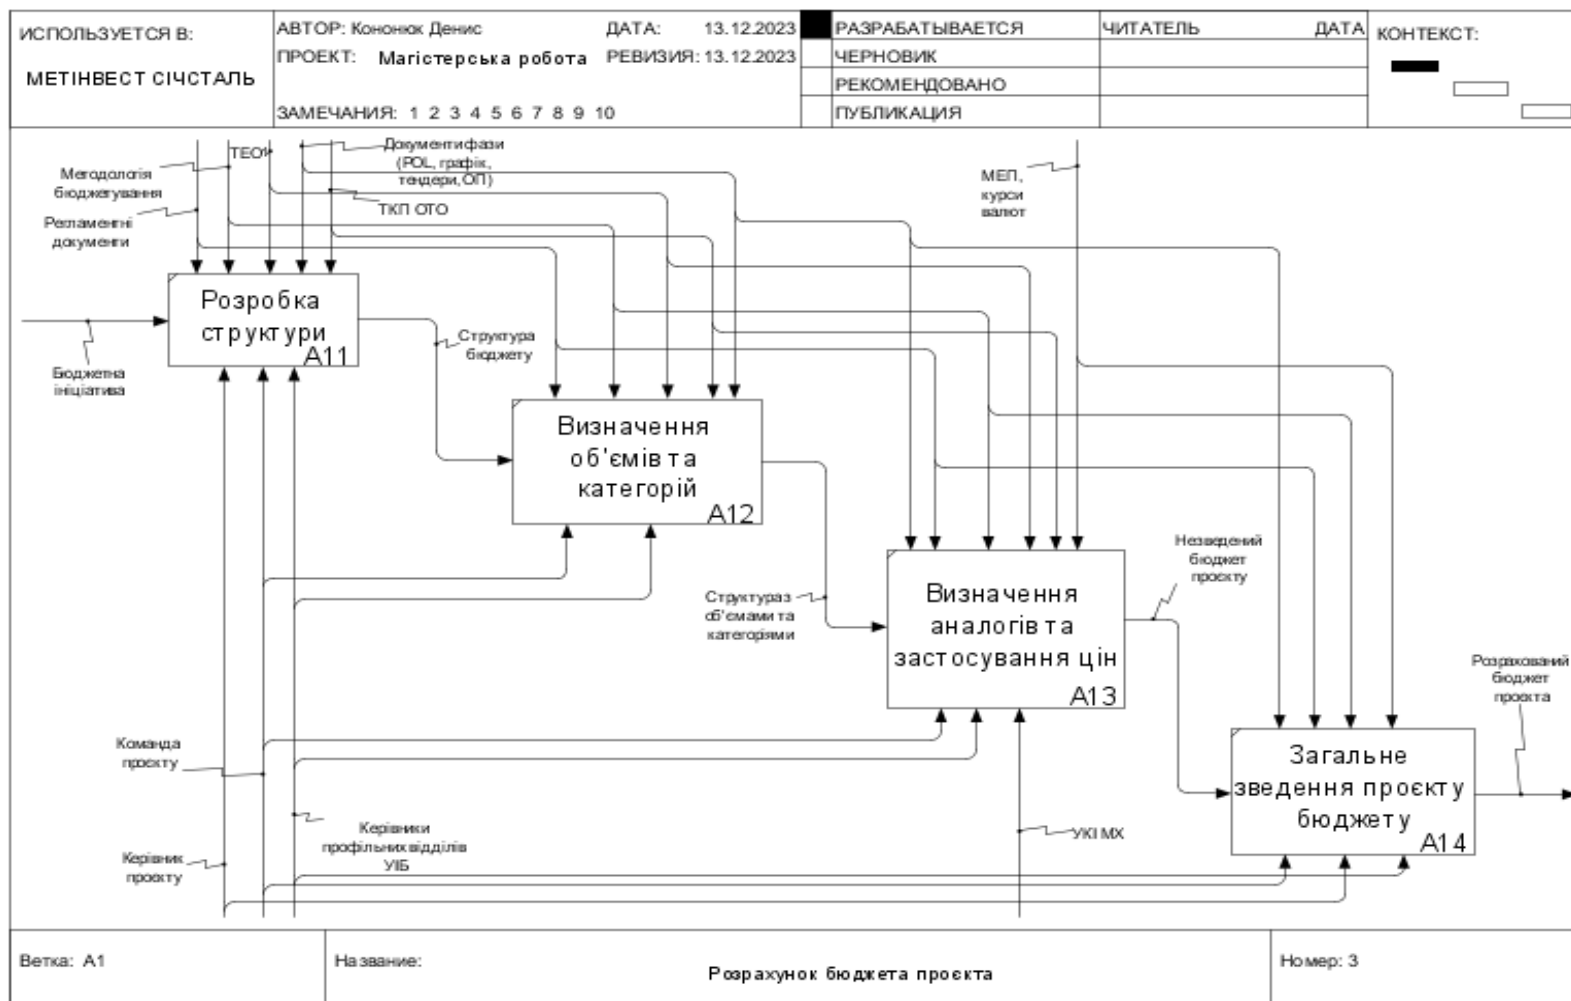 ИСПОЛЬЗУЕТСЯ В:
МЕТІНВЕСТ СІЧСТАЛЬ
АВТОР: Кононюк Денис
ДАТА: 13.12.2023
ПРОЕКТ: Магістерська робота
РЕВИЗИЯ: 13.12.2023
ЗАМЕЧАНИЯ: 1 2 3 4 5 6 7 8 9 10
РАЗРАБАТЫВАЕТСЯ
ЧЕРНОВИК
РЕКОМЕНДОВАНО
ПУБЛИКАЦИЯ
ЧИТАТЕЛЬ
ДАТА
КОНТЕКСТ:
Методологія
бюджетування
Регламентні
документи
ТЕО
Документи фази
(POL, графік,
тендери, ОП)
ТКП ОТО
МЕП,
курси
валют
Розробка
структури
А11
Бюджетна
ініціатива
Структура
бюджету
Визначення
об'ємів та
категорій
А12
Структура з
об'ємами та
категоріями
Визначення
аналогів та
застосування цін
А13
Незведений
бюджет
проєкту
Розрахований
бюджет
проєкта
Загальне
зведення проєкту
бюджету
А14
Команда
проєкту
Керівник
проєкту
Керівники
профільних відділів
УІБ
УКІ МХ
Ветка: А1
Название:
Розрахунок бюджета проєкта
Номер: 3